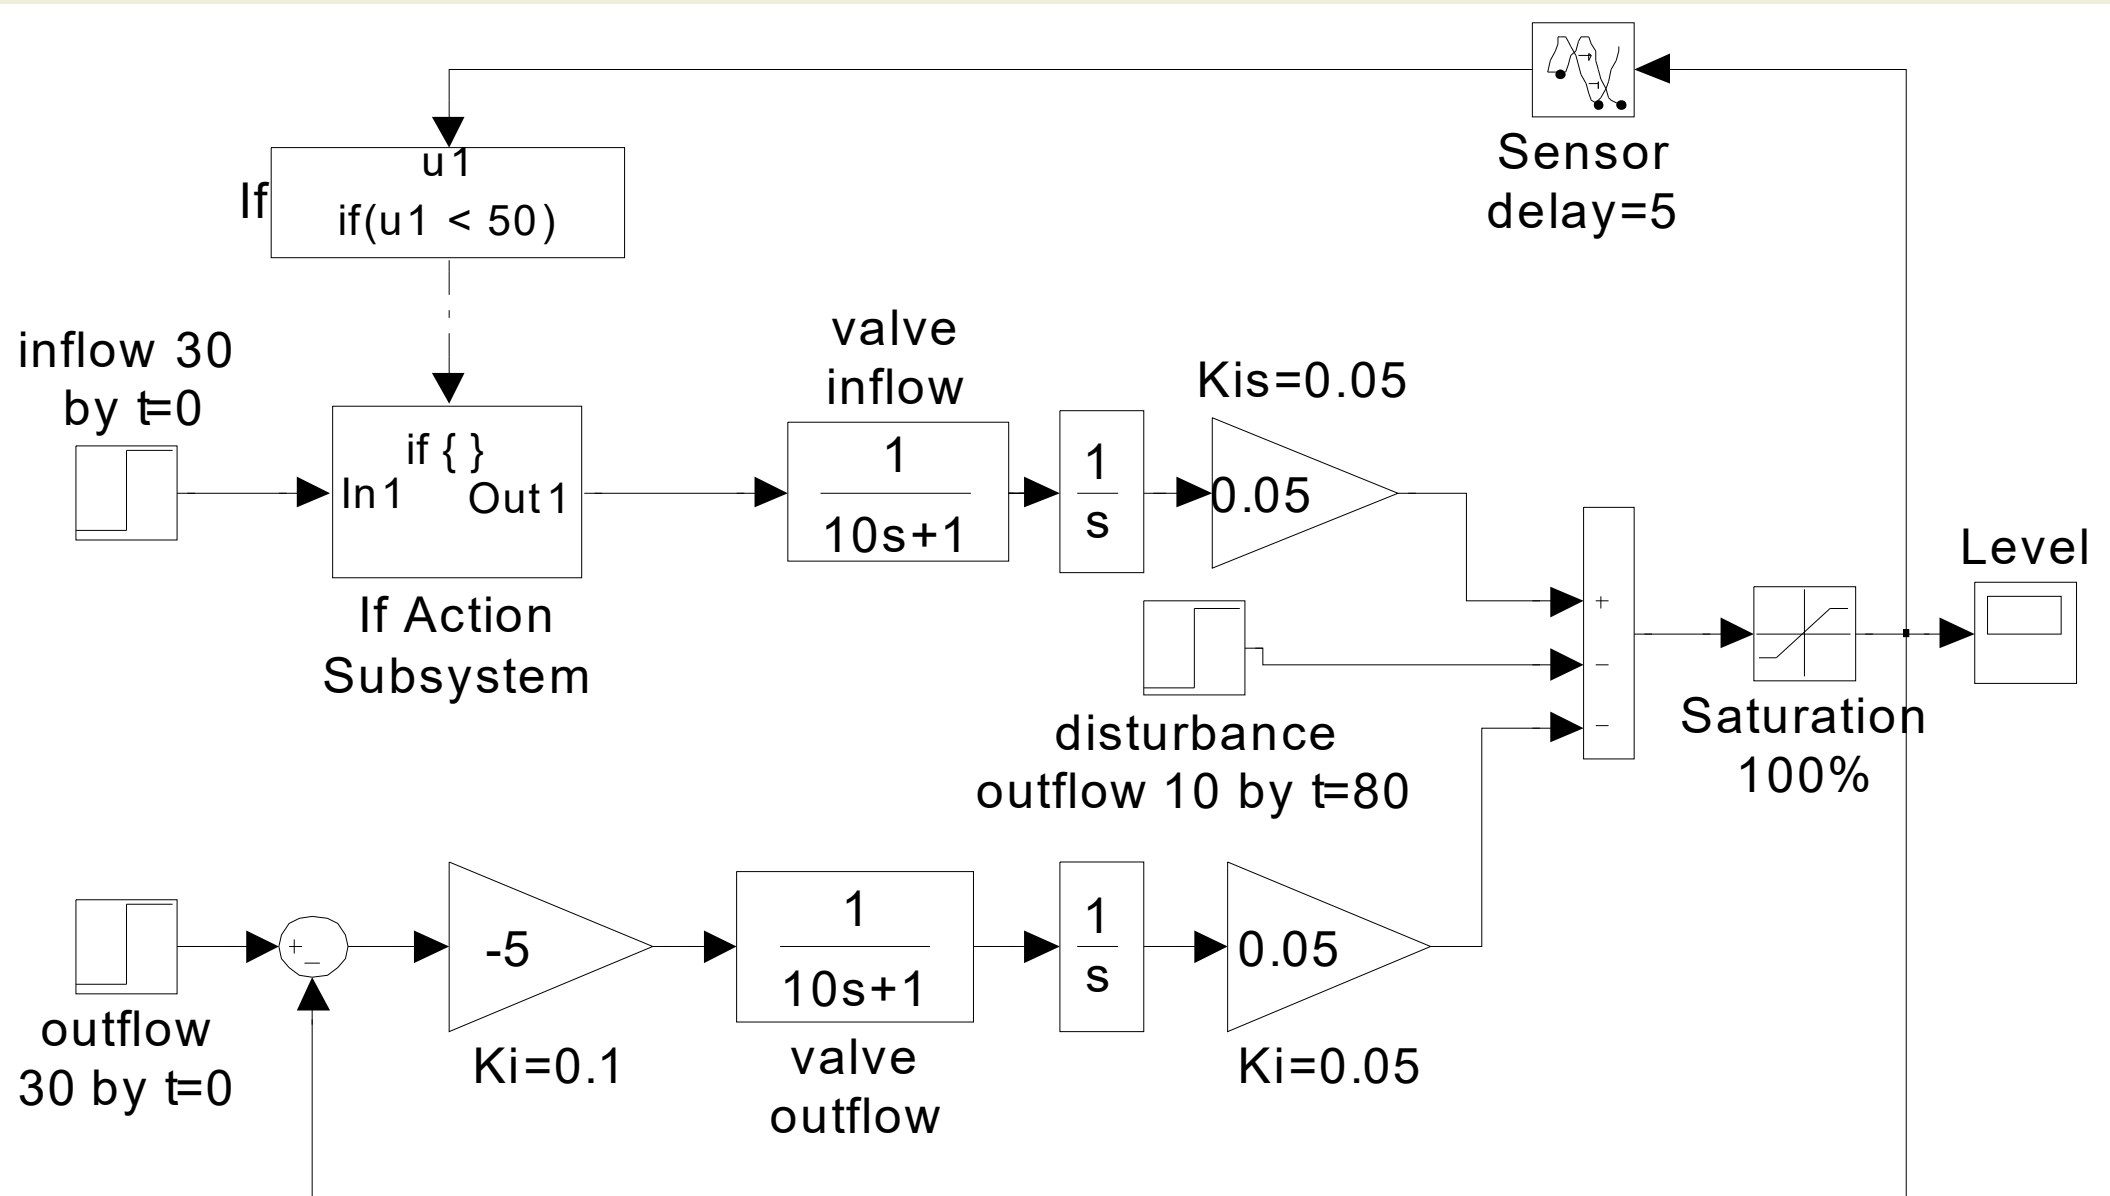 Sensor
delay=5
If
u1
if(u1 < 50)
inflow 30
by t=0
In1
if { }
Out1
If Action
Subsystem
valve
inflow
1
10s+1
1
s
Kis=0.05
0.05
+
−
−
disturbance
outflow 10 by t=80
Saturation
100%
Level
outflow
30 by t=0
+
−
-5
Ki=0.1
1
10s+1
valve
outflow
1
s
0.05
Ki=0.05